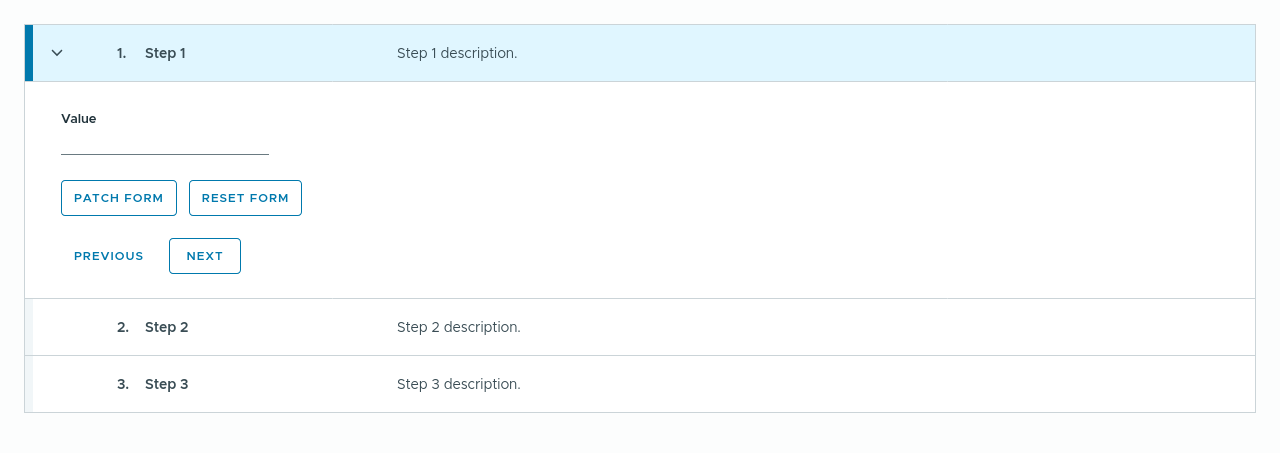 1. Step 1 Step 1 description.
Value
PATCH FORM RESET FORM
PREVIOUS NEXT
2. Step 2 Step 2 description.
3. Step 3 Step 3 description.